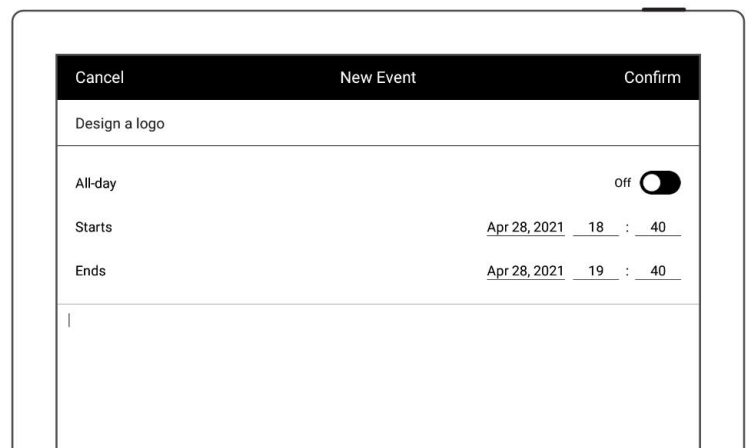 Cancel New Event Confirm
Design a logo
All-day Off
Starts Apr 28, 2021 18 : 40
Ends Apr 28, 2021 19 : 40